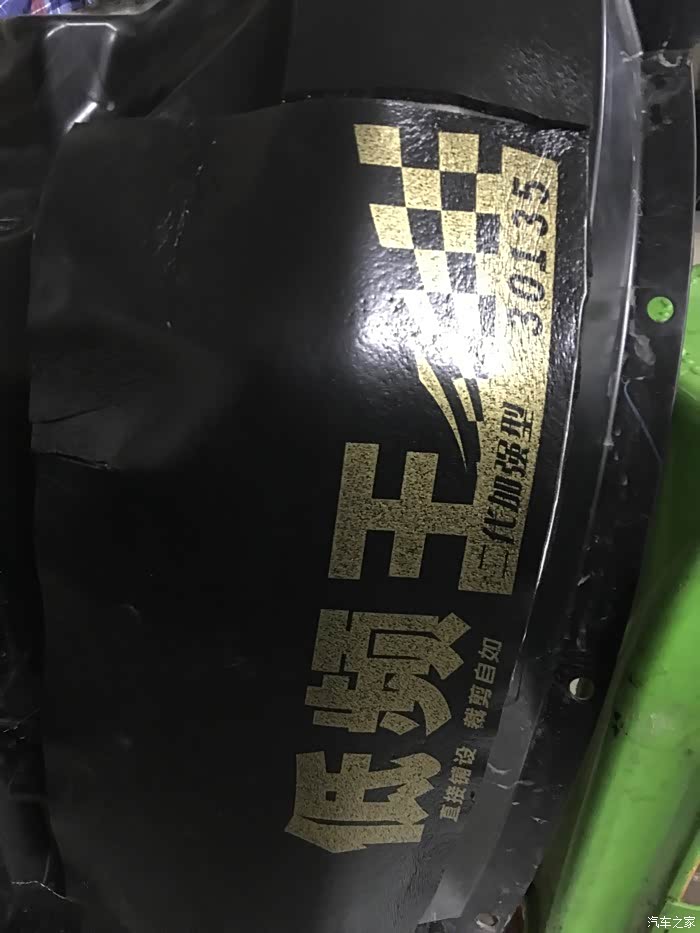 低频王
二代加强型 30135
直接铺设 裁剪自如
汽车之家